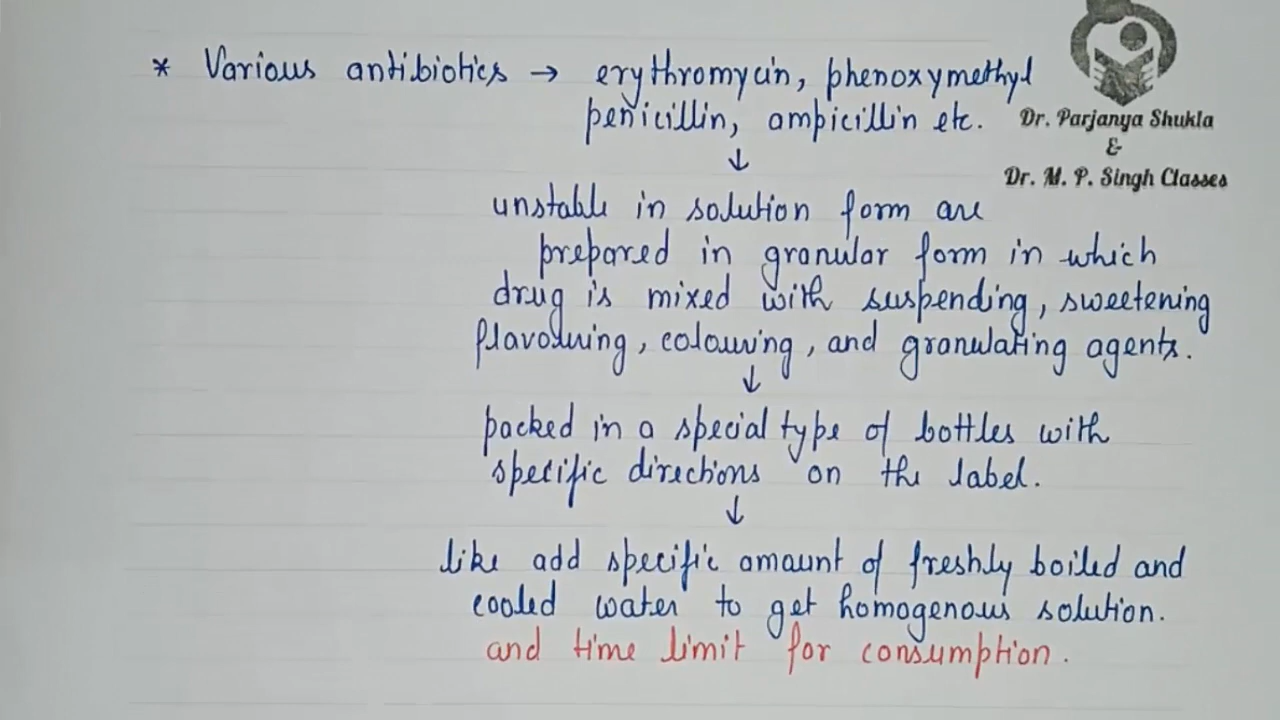 * Various antibiotics → erythromycin, phenoxymethyl
penicillin, ampicillin etc.
Dr. Parjanya Shukla
&
Dr. M. P. Singh Classes
↓
unstable in solution form are
prepared in granular form in which
drug is mixed with suspending, sweetening
flavouring, colouring, and granulating agents.
↓
packed in a special type of bottles with
specific directions on the label.
↓
like add specific amount of freshly boiled and
cooled water to get homogenous solution.
and time limit for consumption.